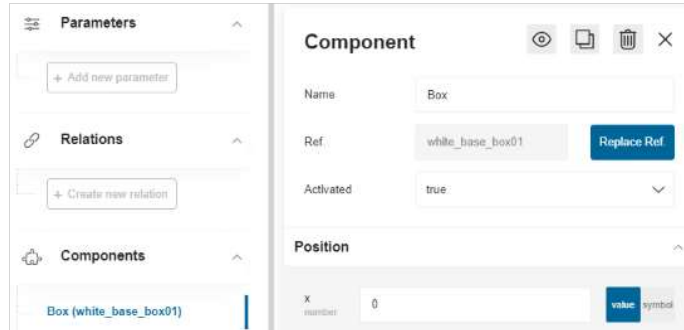 Parameters
+ Add new parameter
Relations
+ Create new relation
Components
Box (white_base_box01)
Component
Name
Box
Ref
white_base_box01
Replace Ref.
Activated
true
Position
x
number
0
value
symbol